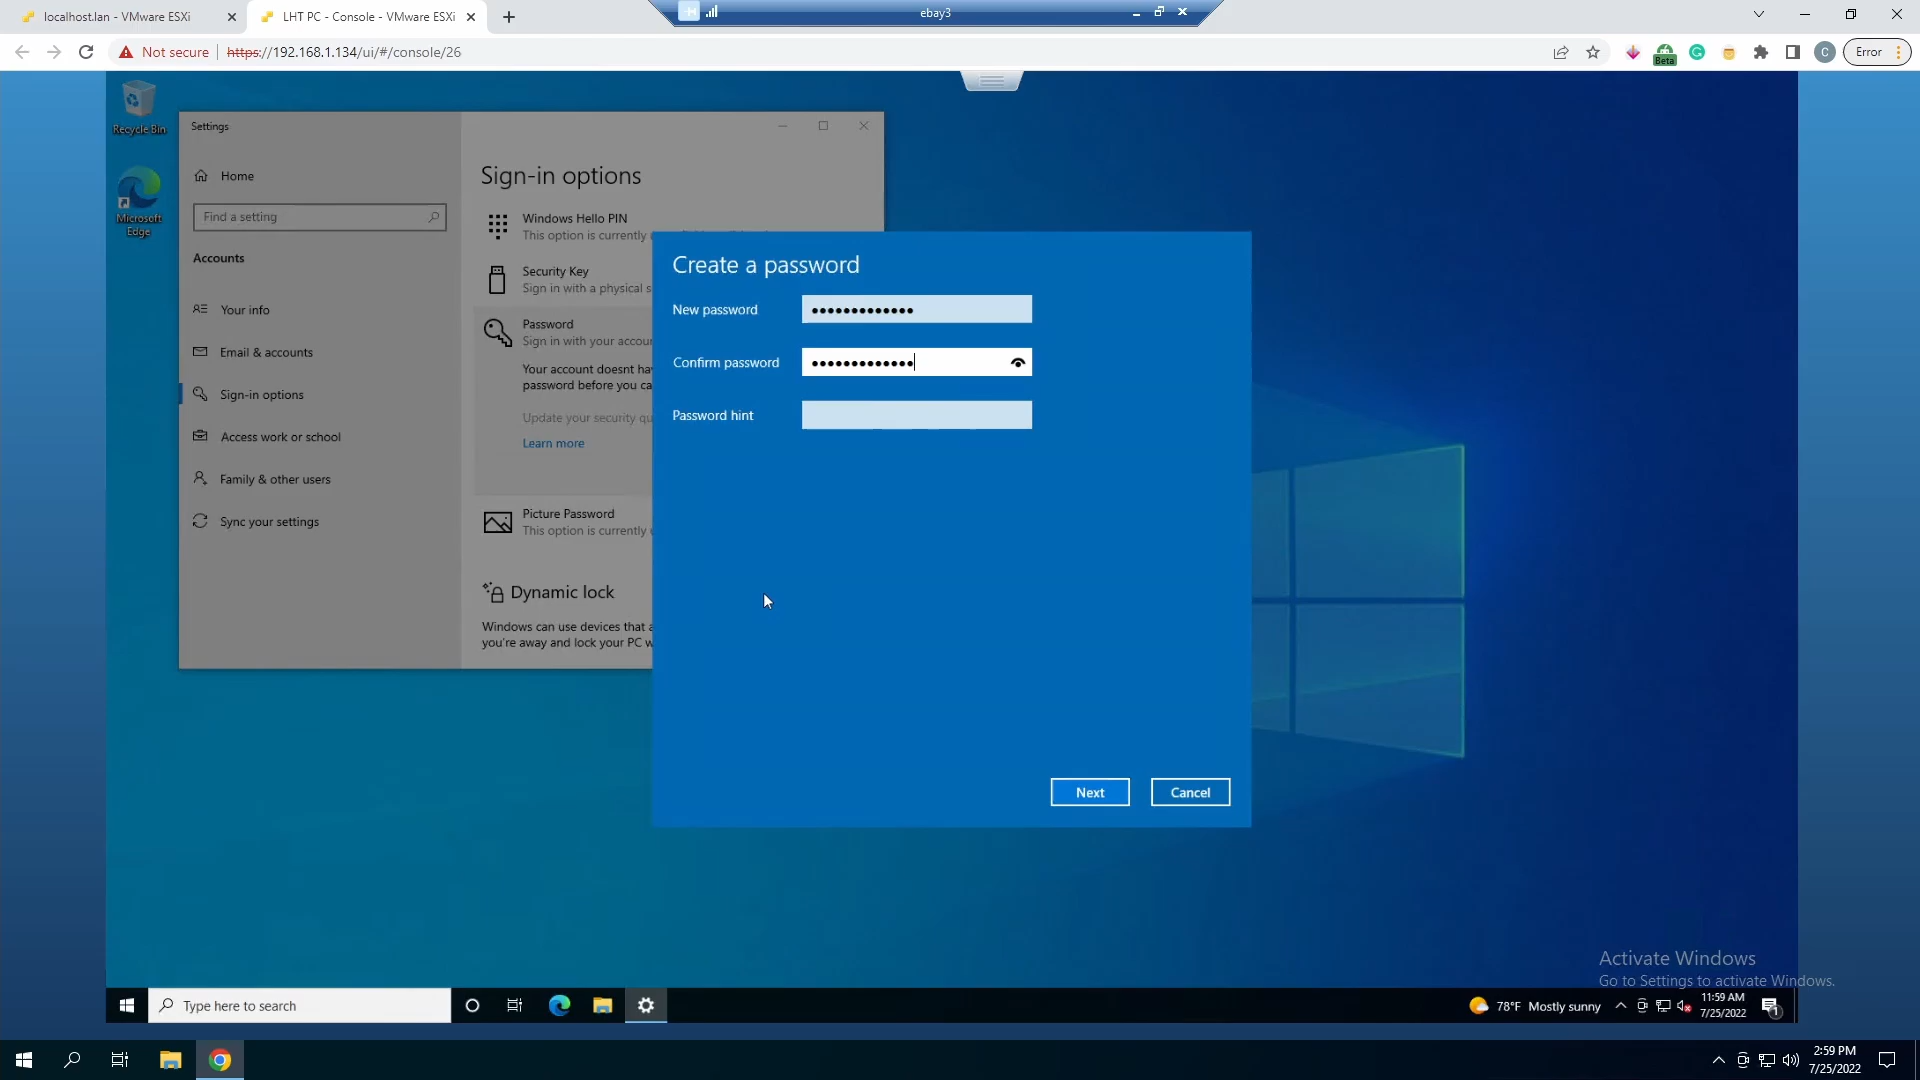 localhost.lan - VMware ESXi
LHT PC - Console - VMware ESXi
ebay3
Not secure
https://192.168.1.134/ui/#/console/26
Beta
C
Error
Recycle Bin
Microsoft
Edge
Settings
Home
Find a setting
Accounts
Your info
Email & accounts
Sign-in options
Access work or school
Family & other users
Sync your settings
Sign-in options
Windows Hello PIN
This option is currently
Security Key
Sign in with a physical s
Password
Sign in with your accou
Your account doesnt ha
password before you ca
Update your security qu
Learn more
Picture Password
This option is currently
Dynamic lock
Windows can use devices that a
you're away and lock your PC w
Create a password
New password
Confirm password
Password hint
Next
Cancel
Activate Windows
Go to Settings to activate Windows.
Type here to search
78°F Mostly sunny
11:59 AM
7/25/2022
1
2:59 PM
7/25/2022